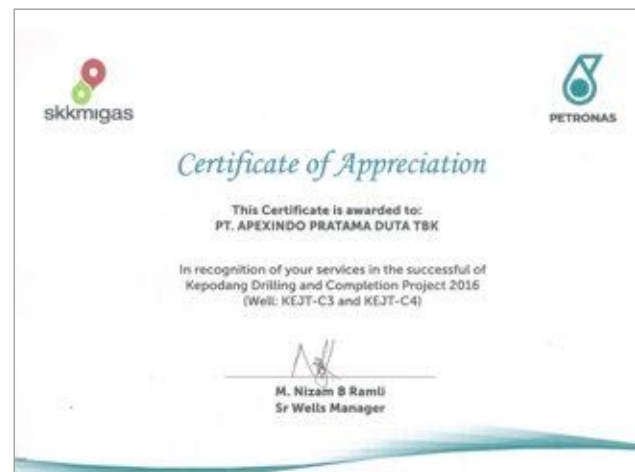 skkmigas
PETRONAS
Certificate of Appreciation
This Certificate is awarded to:
PT. APEXINDO PRATAMA DUTA TBK
In recognition of your services in the successful of
Kepodang Drilling and Completion Project 2016
(Well: KEJT-C3 and KEJT-C4)
M. Nizam B Ramli
Sr Wells Manager